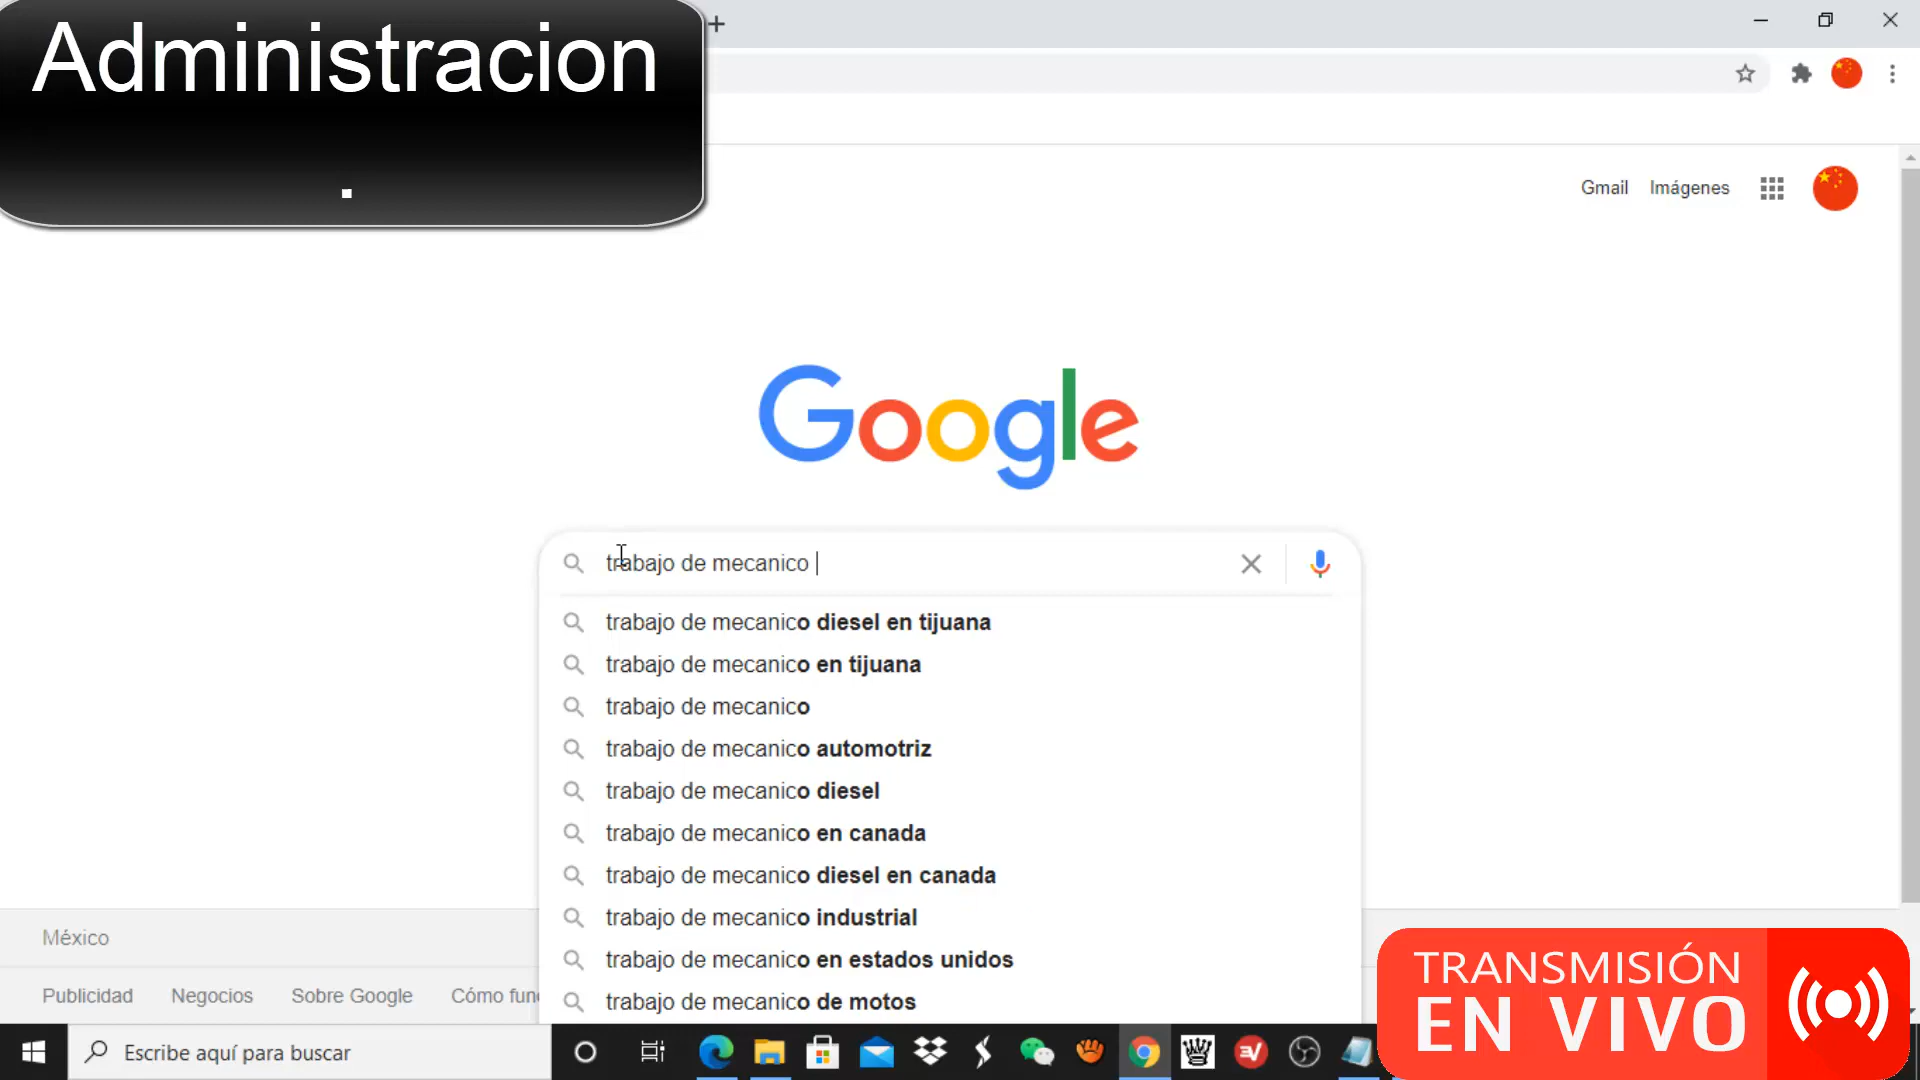 Administracion
.
Gmail Imágenes
Google
trabajo de mecanico
trabajo de mecanico diesel en tijuana
trabajo de mecanico en tijuana
trabajo de mecanico
trabajo de mecanico automotriz
trabajo de mecanico diesel
trabajo de mecanico en canada
trabajo de mecanico diesel en canada
trabajo de mecanico industrial
trabajo de mecanico en estados unidos
trabajo de mecanico de motos
México
Publicidad Negocios Sobre Google Cómo
TRANSMISIÓN
EN VIVO
Escribe aquí para buscar